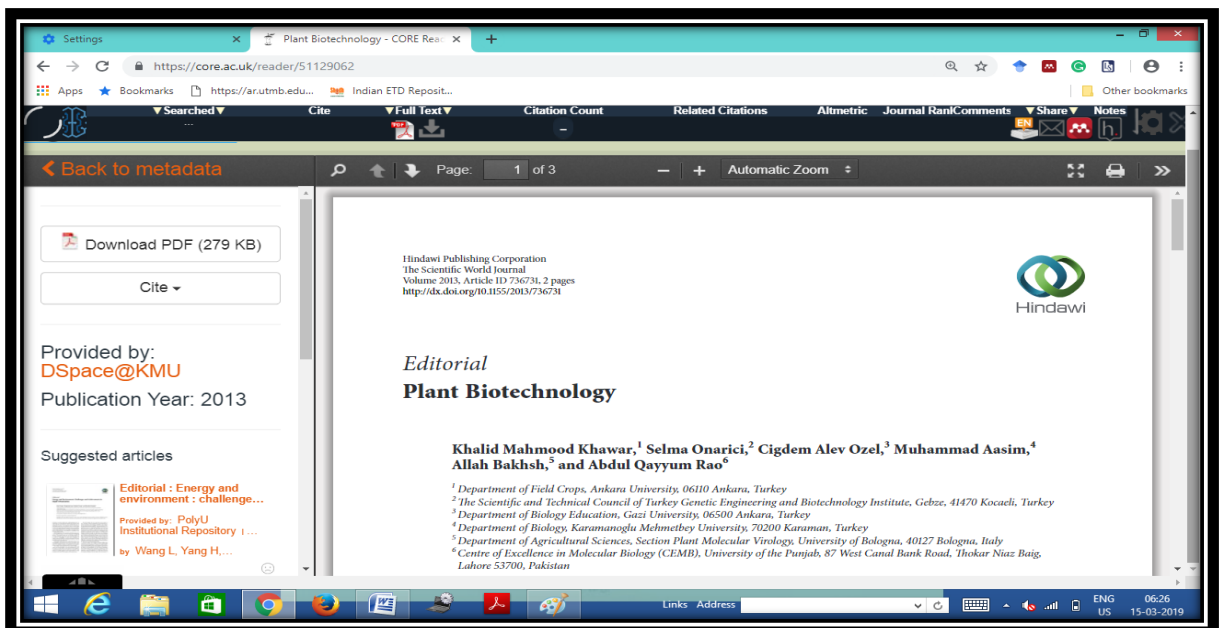 Settings
Plant Biotechnology - CORE Rea
https://core.ac.uk/reader/51129062
Apps Bookmarks https://ar.utmb.edu... Indian ETD Reposit... Other bookmarks
Searched Cite Full Text Citation Count Related Citations Altmetric Journal RanlComments Share Notes
...
PDF
EN
h.
Back to metadata
Page: 1 of 3
Automatic Zoom
Download PDF (279 KB)
Cite
Provided by:
DSpace@KMU
Publication Year: 2013
Suggested articles
Editorial : Energy and
environment : challenge...
Provided by: PolyU
Institutional Repository
by Wang L, Yang H,...
Hindawi Publishing Corporation
The Scientific World Journal
Volume 2013, Article ID 736731, 2 pages
http://dx.doi.org/10.1155/2013/736731
Hindawi
Editorial
Plant Biotechnology
Khalid Mahmood Khawar,1 Selma Onarici,2 Cigdem Alev Ozel,3 Muhammad Aasim,4
Allah Bakhsh,5 and Abdul Qayyum Rao6
1 Department of Field Crops, Ankara University, 06110 Ankara, Turkey
2 The Scientific and Technical Council of Turkey Genetic Engineering and Biotechnology Institute, Gebze, 41470 Kocaeli, Turkey
3 Department of Biology Education, Gazi University, 06500 Ankara, Turkey
4 Department of Biology, Karamanoglu Mehmetbey University, 70200 Karaman, Turkey
5 Department of Agricultural Sciences, Section Plant Molecular Virology, University of Bologna, 40127 Bologna, Italy
6 Centre of Excellence in Molecular Biology (CEMB), University of the Punjab, 87 West Canal Bank Road, Thokar Niaz Baig,
Lahore 53700, Pakistan
Links Address
ENG
US
06:26
15-03-2019